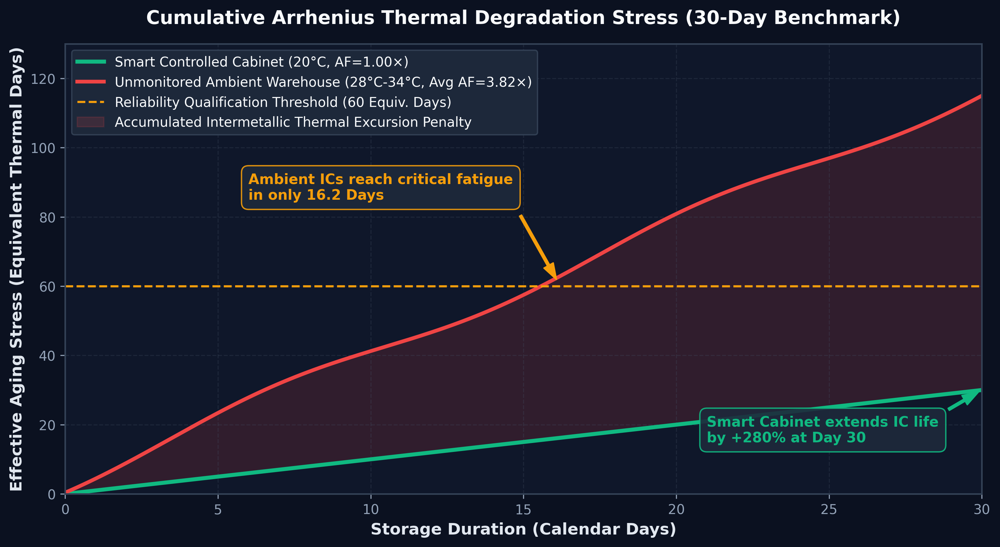 Cumulative Arrhenius Thermal Degradation Stress (30-Day Benchmark)
Effective Aging Stress (Equivalent Thermal Days)
120
100
80
60
40
20
0
Smart Controlled Cabinet (20°C, AF=1.00×)
Unmonitored Ambient Warehouse (28°C-34°C, Avg AF=3.82×)
Reliability Qualification Threshold (60 Equiv. Days)
Accumulated Intermetallic Thermal Excursion Penalty
Ambient ICs reach critical fatigue
in only 16.2 Days
Smart Cabinet extends IC life
by +280% at Day 30
0
5
10
15
20
25
30
Storage Duration (Calendar Days)